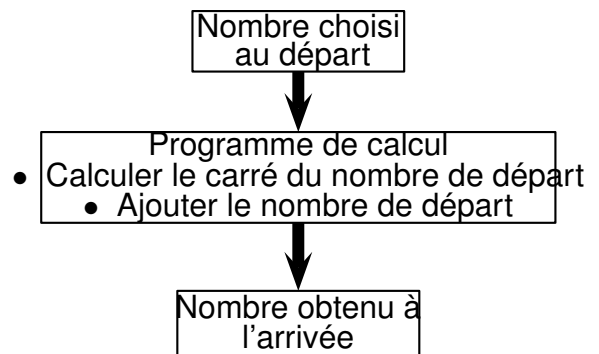 Nombre choisi
au départ
Programme de calcul
• Calculer le carré du nombre de départ
• Ajouter le nombre de départ
Nombre obtenu à
l'arrivée